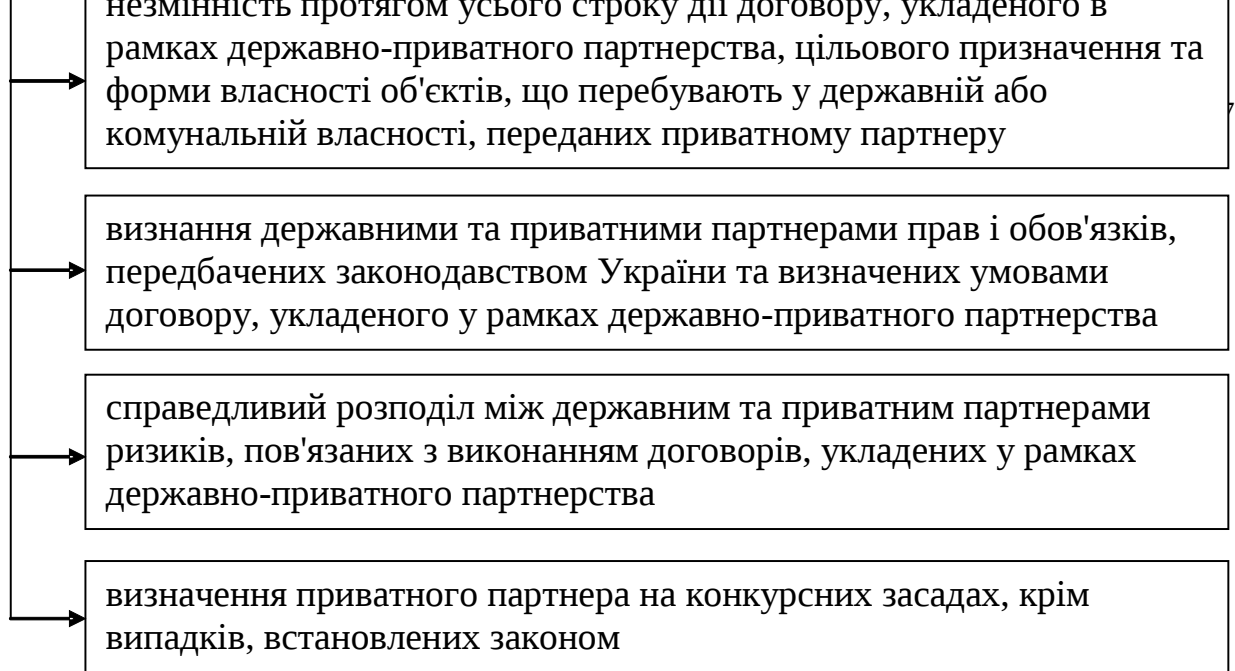 незмінність протягом усього строку дії договору, укладеного в
рамках державно-приватного партнерства, цільового призначення та
форми власності об'єктів, що перебувають у державній або
комунальній власності, переданих приватному партнеру
визнання державними та приватними партнерами прав і обов'язків,
передбачених законодавством України та визначених умовами
договору, укладеного у рамках державно-приватного партнерства
справедливий розподіл між державним та приватним партнерами
ризиків, пов'язаних з виконанням договорів, укладених у рамках
державно-приватного партнерства
визначення приватного партнера на конкурсних засадах, крім
випадків, встановлених законом